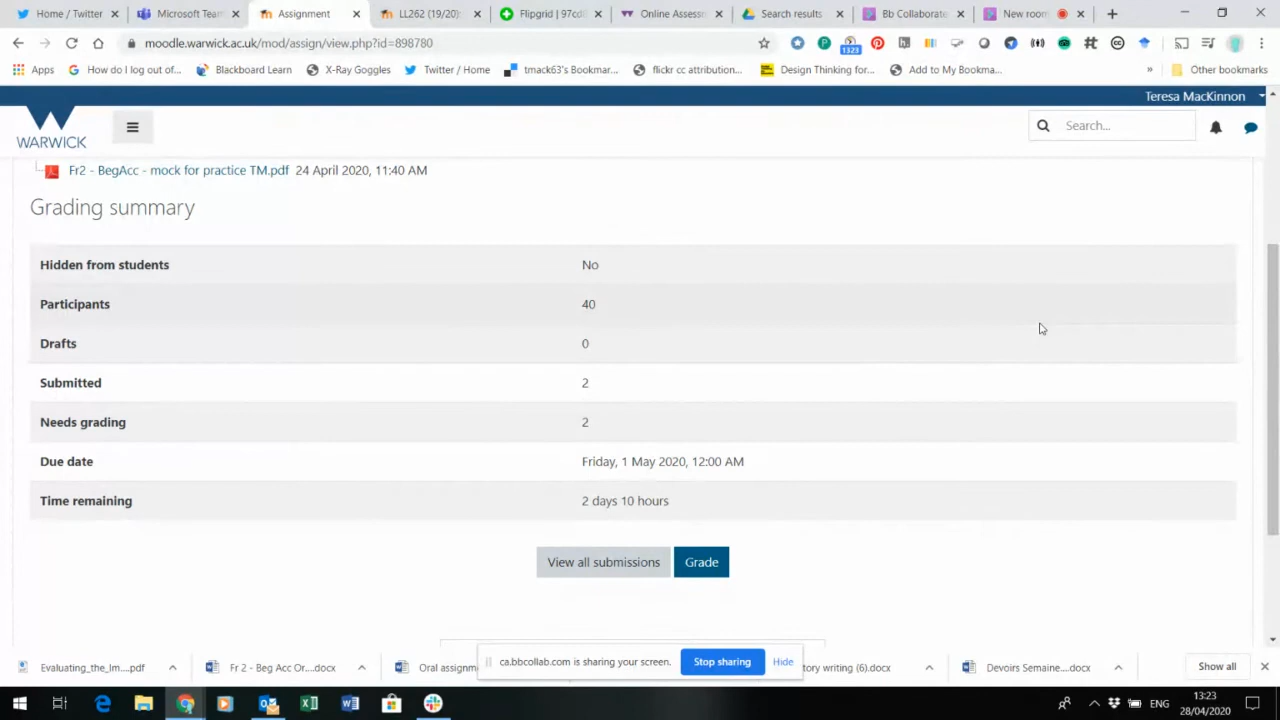 Home / Twitter
Microsoft Team
Assignment
LL262 (19/20)
Flipgrid | 97cd8
Online Assess
Search results
Bb Collaborate
New room
moodle.warwick.ac.uk/mod/assign/view.php?id=898780
1323
Apps
How do I log out of...
Blackboard Learn
X-Ray Goggles
Twitter / Home
tmack63's Bookmar...
flickr cc attribution...
Design Thinking for...
Add to My Bookma...
»
Other bookmarks
Teresa MacKinnon
WARWICK
Search...
Fr2 - BegAcc - mock for practice TM.pdf 24 April 2020, 11:40 AM
Grading summary
Hidden from students No
Participants 40
Drafts 0
Submitted 2
Needs grading 2
Due date Friday, 1 May 2020, 12:00 AM
Time remaining 2 days 10 hours
View all submissions Grade
Evaluating_the_Im....pdf
Fr 2 - Beg Acc Or....docx
Oral assignm
ca.bbcollab.com is sharing your screen.
Stop sharing
Hide
tory writing (6).docx
Devoirs Semaine....docx
Show all
ENG
13:23
28/04/2020